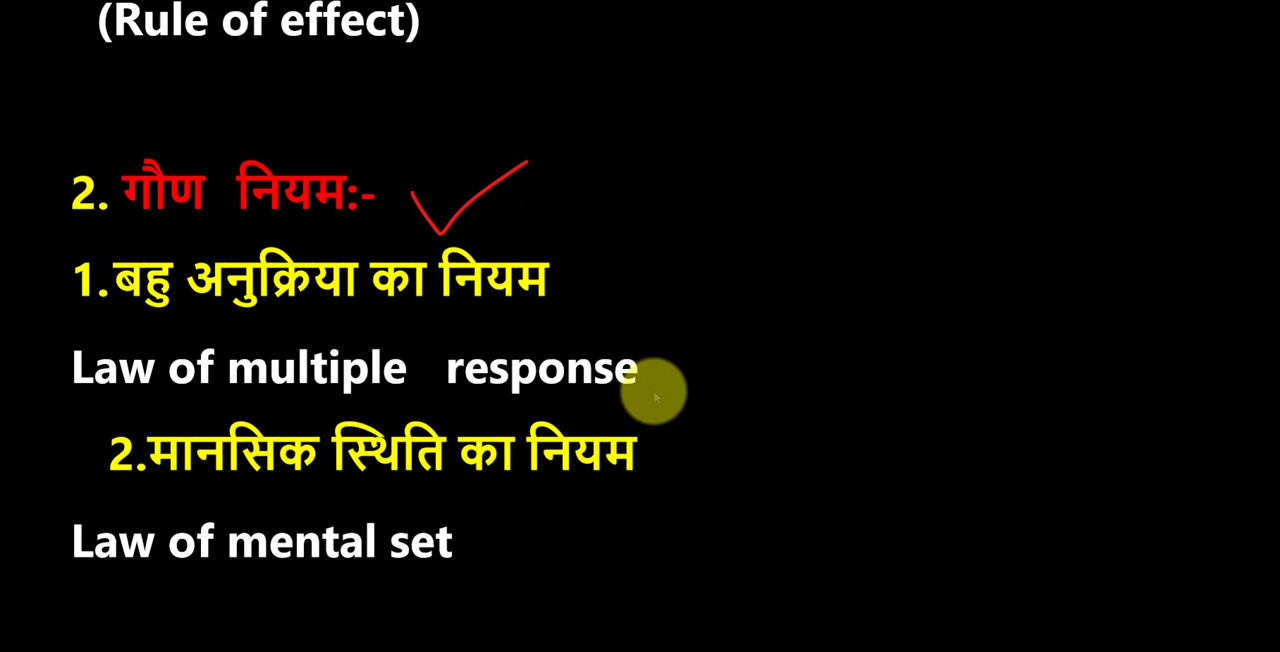 (Rule of effect)
2. गौण नियम:-
1.बहु अनुक्रिया का नियम
Law of multiple response
2.मानसिक स्थिति का नियम
Law of mental set